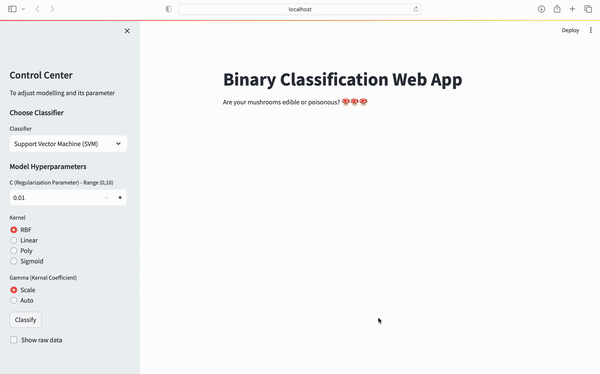 localhost
Deploy
Control Center
To adjust modelling and its parameter
Choose Classifier
Classifier
Support Vector Machine (SVM)
Model Hyperparameters
C (Regularization Parameter) - Range (0,10)
0.01
Kernel
RBF
Linear
Poly
Sigmoid
Gamma (Kernal Coefficient)
Scale
Auto
Classify
Show raw data
Binary Classification Web App
Are your mushrooms edible or poisonous? 🍄🍄🍄